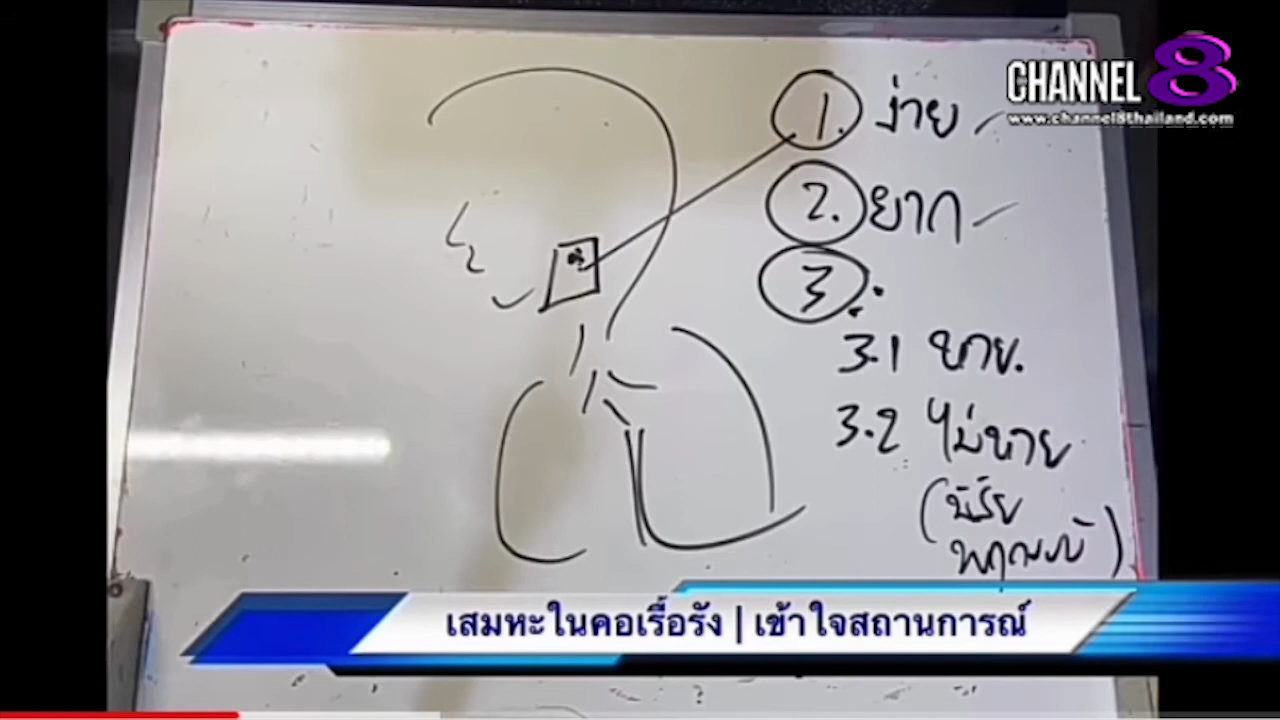 CHANNEL 8
www.channel8thailand.com
1. ง่าย
2. ยาก
3.
3.1 หาย.
3.2 ไม่หาย
เสมหะในคอเรื้อรัง | เข้าใจสถานการณ์